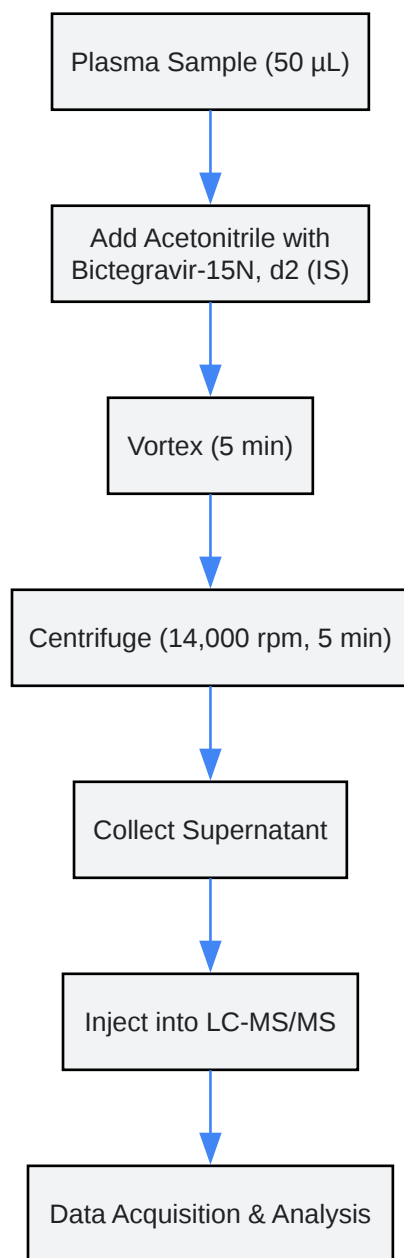 Plasma Sample (50 µL)
Add Acetonitrile with
Bictegravir-15N, d2 (IS)
Vortex (5 min)
Centrifuge (14,000 rpm, 5 min)
Collect Supernatant
Inject into LC-MS/MS
Data Acquisition & Analysis